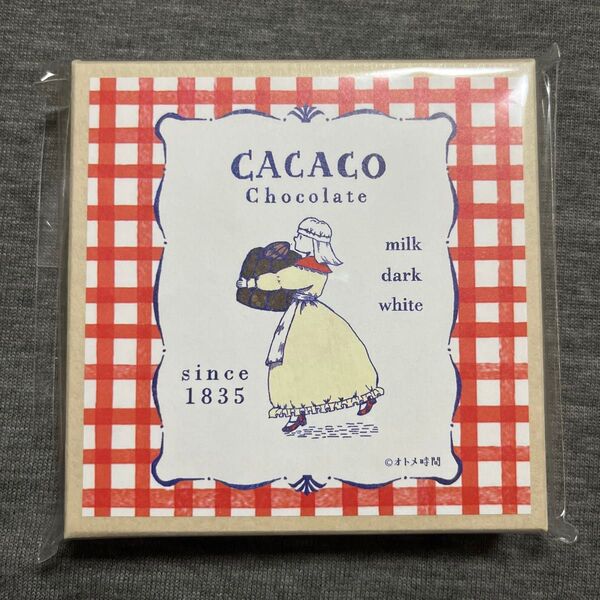 CACACO
Chocolate
milk
dark
white
since
1835
©オトメ時間